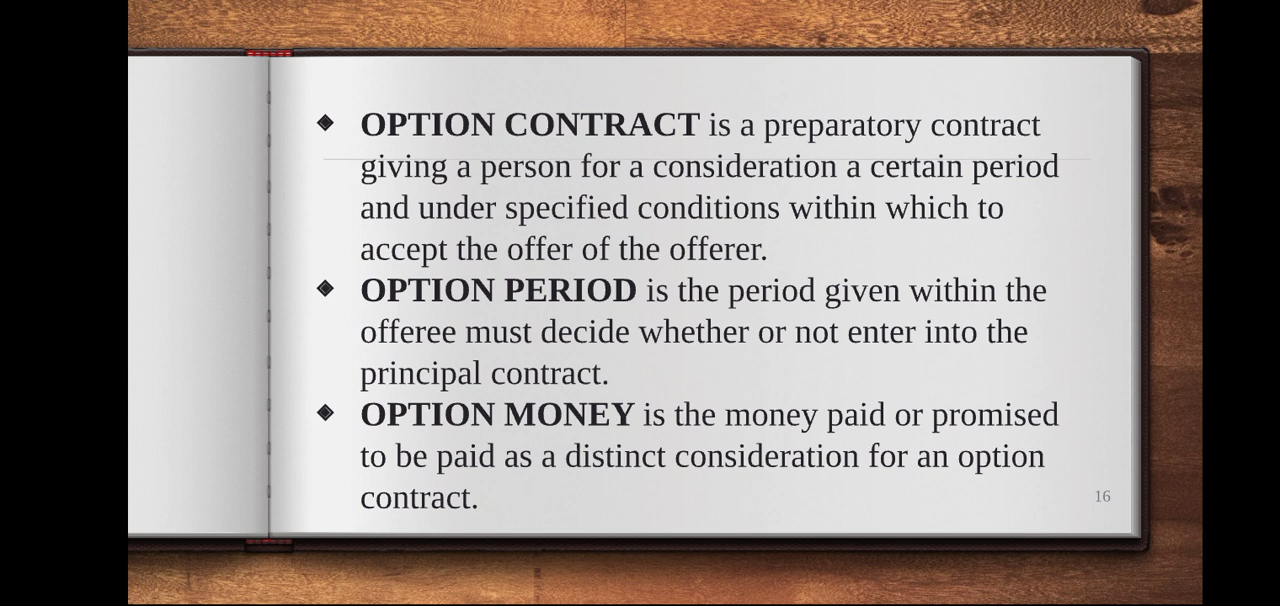 OPTION CONTRACT is a preparatory contract
giving a person for a consideration a certain period
and under specified conditions within which to
accept the offer of the offerer.
OPTION PERIOD is the period given within the
offeree must decide whether or not enter into the
principal contract.
OPTION MONEY is the money paid or promised
to be paid as a distinct consideration for an option
contract.
16